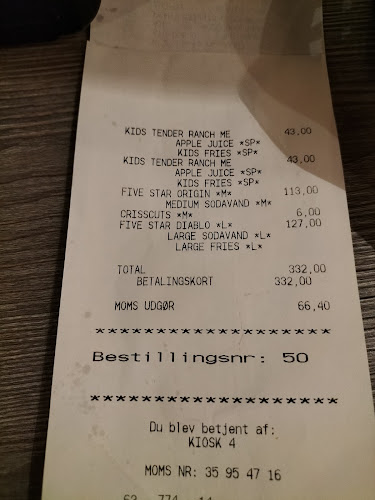 KIDS TENDER RANCH ME 43,00
APPLE JUICE *SP*
KIDS FRIES *SP*
KIDS TENDER RANCH ME 43,00
APPLE JUICE *SP*
KIDS FRIES *SP*
FIVE STAR ORIGIN *M* 113,00
MEDIUM SODAVAND *M*
CRISSCUTS *M* 6,00
FIVE STAR DIABLO *L* 127,00
LARGE SODAVAND *L*
LARGE FRIES *L*
TOTAL 332,00
BETALINGSKORT 332,00
MOMS UDGØR 66,40
*******************
Bestillingsnr: 50
*******************
Du blev betjent af:
KIOSK 4
MOMS NR: 35 95 47 16